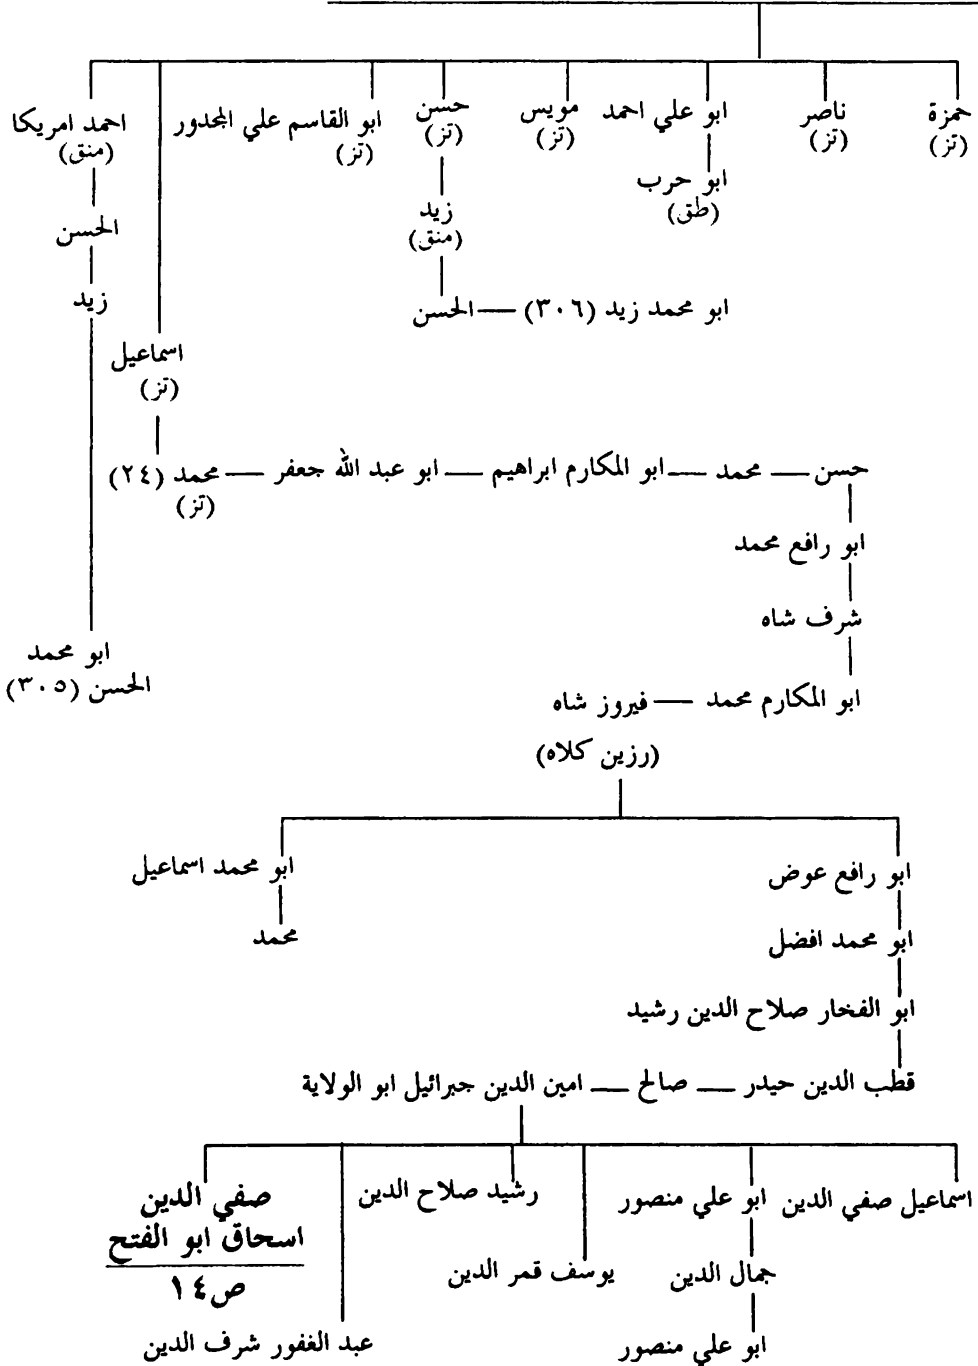 حمزة ناصر ابو علي احمد مويس حسن ابو القاسم علي المجدور احمد امريكا
(تز) (تز) (تز) (تز) (تز) (منق)
ابو حرب
(طق)
زيد
(منق)
الحسن
زيد
ابو محمد زيد (٣٠٦) — الحسن
اسماعيل
(تز)
حسن — محمد — ابو المكارم ابراهيم — ابو عبد الله جعفر — محمد (٢٤)
(تز)
ابو رافع محمد
شرف شاه
ابو محمد
الحسن (٣٠٥)
ابو المكارم محمد — فيروز شاه
(رزين كلاه)
ابو رافع عوض ابو محمد اسماعيل
ابو محمد افضل محمد
ابو الفخار صلاح الدين رشيد
قطب الدين حيدر — صالح — امين الدين جبرائيل ابو الولاية
اسماعيل صفي الدين ابو علي منصور رشيد صلاح الدين صفي الدين
اسحاق ابو الفتح
ص١٤
جمال الدين يوسف قمر الدين
ابو علي منصور عبد الغفور شرف الدين